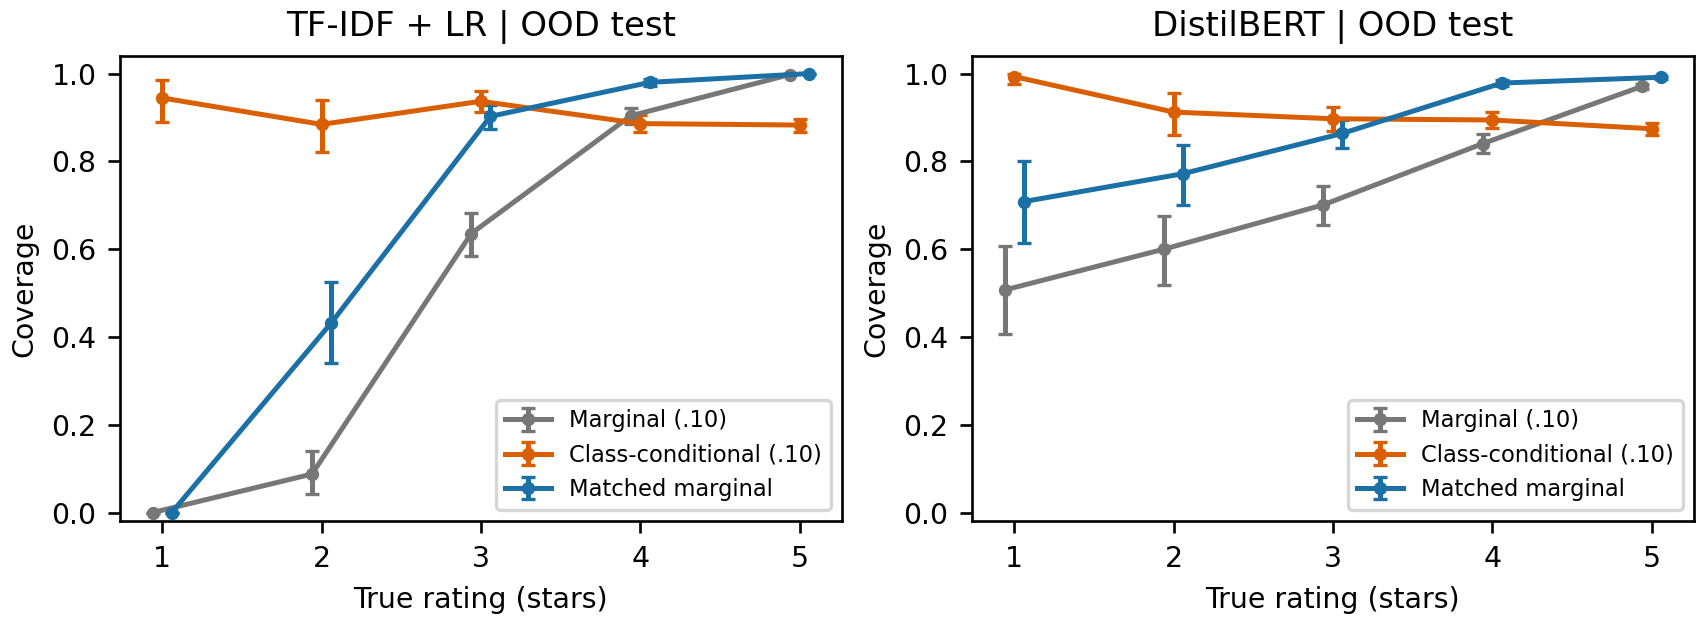 TF-IDF + LR | OOD test
Coverage
1.0
0.8
0.6
0.4
0.2
0.0
1 2 3 4 5
True rating (stars)
Marginal (.10)
Class-conditional (.10)
Matched marginal
DistilBERT | OOD test
Coverage
1.0
0.8
0.6
0.4
0.2
0.0
1 2 3 4 5
True rating (stars)
Marginal (.10)
Class-conditional (.10)
Matched marginal